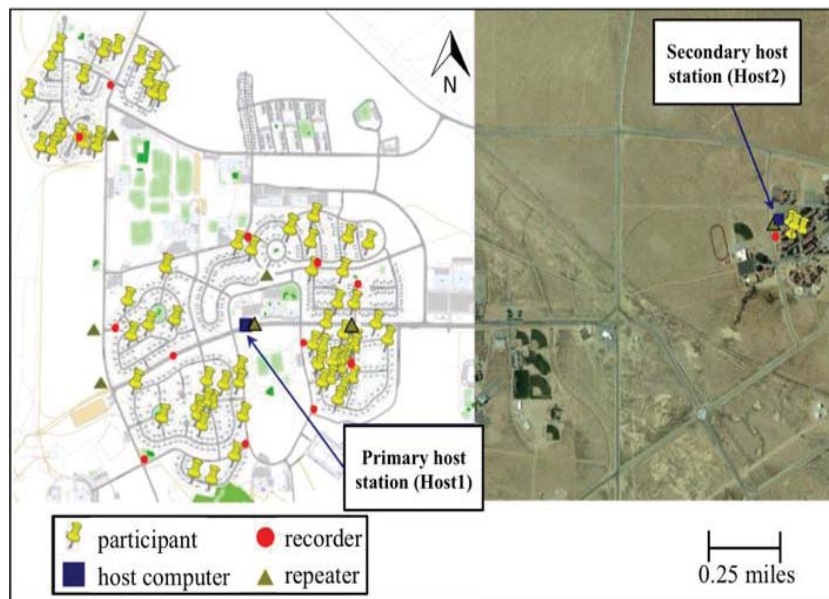 N
Secondary host
station (Host2)
Primary host
station (Host1)
participant
recorder
host computer
repeater
0.25 miles